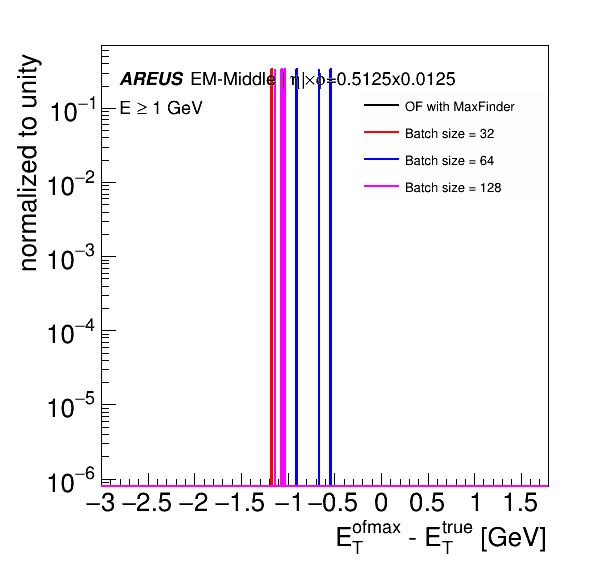 normalized to unity
AREUS EM-Middle |η|×φ=0.5125x0.0125
E ≥ 1 GeV
OF with MaxFinder
Batch size = 32
Batch size = 64
Batch size = 128
10⁻¹
10⁻²
10⁻³
10⁻⁴
10⁻⁵
10⁻⁶
−3 −2.5 −2 −1.5 −1 −0.5 0 0.5 1 1.5
E_T^ofmax - E_T^true [GeV]